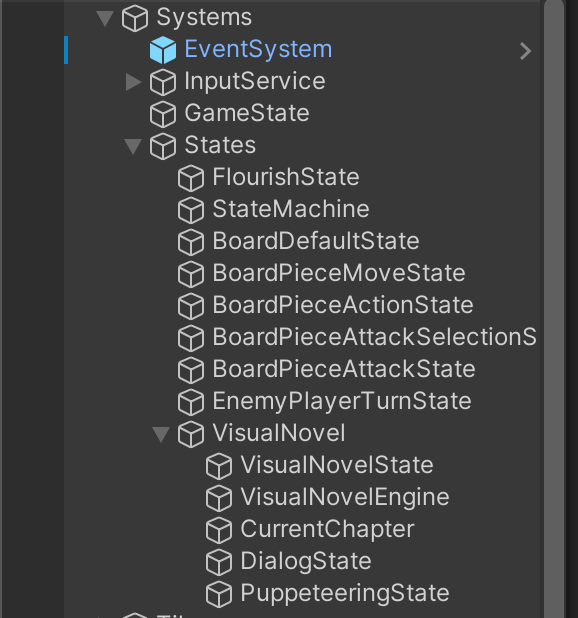 Systems
EventSystem
InputService
GameState
States
FlourishState
StateMachine
BoardDefaultState
BoardPieceMoveState
BoardPieceActionState
BoardPieceAttackSelectionS
BoardPieceAttackState
EnemyPlayerTurnState
VisualNovel
VisualNovelState
VisualNovelEngine
CurrentChapter
DialogState
PuppeteeringState